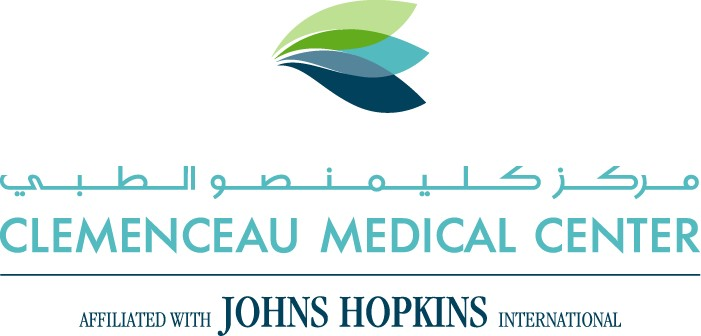 مركز كليمنصو الطبي
CLEMENCEAU MEDICAL CENTER
AFFILIATED WITH JOHNS HOPKINS INTERNATIONAL